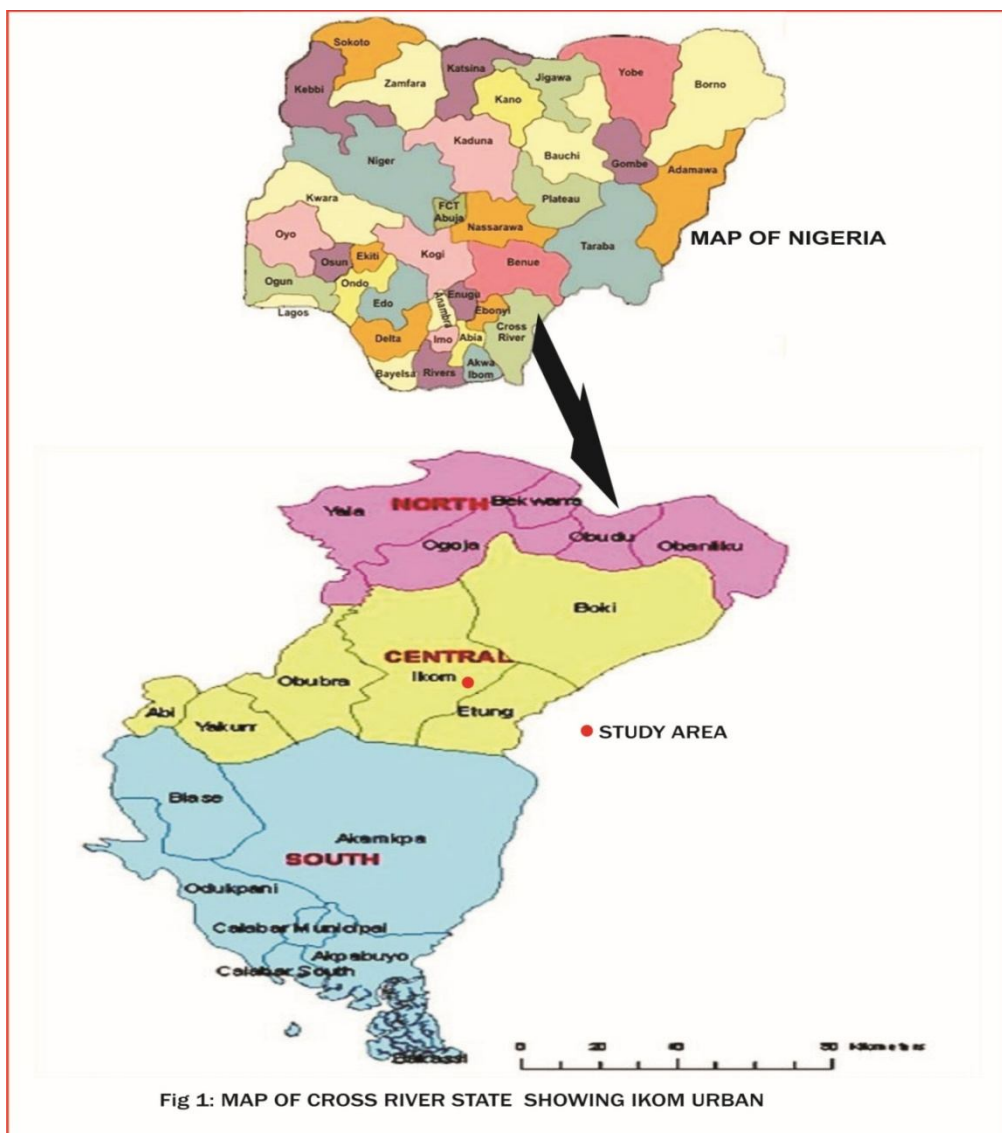 Sokoto
Katsina
Jigawa
Yobe
Borno
Kebbi
Zamfara
Kano
Kaduna
Bauchi
Gombe
Adamawa
Niger
Kwara
FCT
Abuja
Plateau
Nassarawa
Taraba
MAP OF NIGERIA
Oyo
Osun
Ekiti
Kogi
Benue
Ogun
Ondo
Edo
Enugu
Anambra
Ebonyi
Cross
River
Lagos
Delta
Imo
Abia
Bayelsa
Rivers
Akwa
Ibom
Yala
NORTH
Bekwarra
Ogoja
Obudu
Obanliku
Boki
CENTRAL
Ikom
Obubra
Etung
Abi
Yakurr
STUDY AREA
Biase
Akamkpa
SOUTH
Odukpani
Calabar Municipal
Akpabuyo
Calabar South
Bakassi
0 20 40
Kilometers
Fig 1: MAP OF CROSS RIVER STATE SHOWING IKOM URBAN